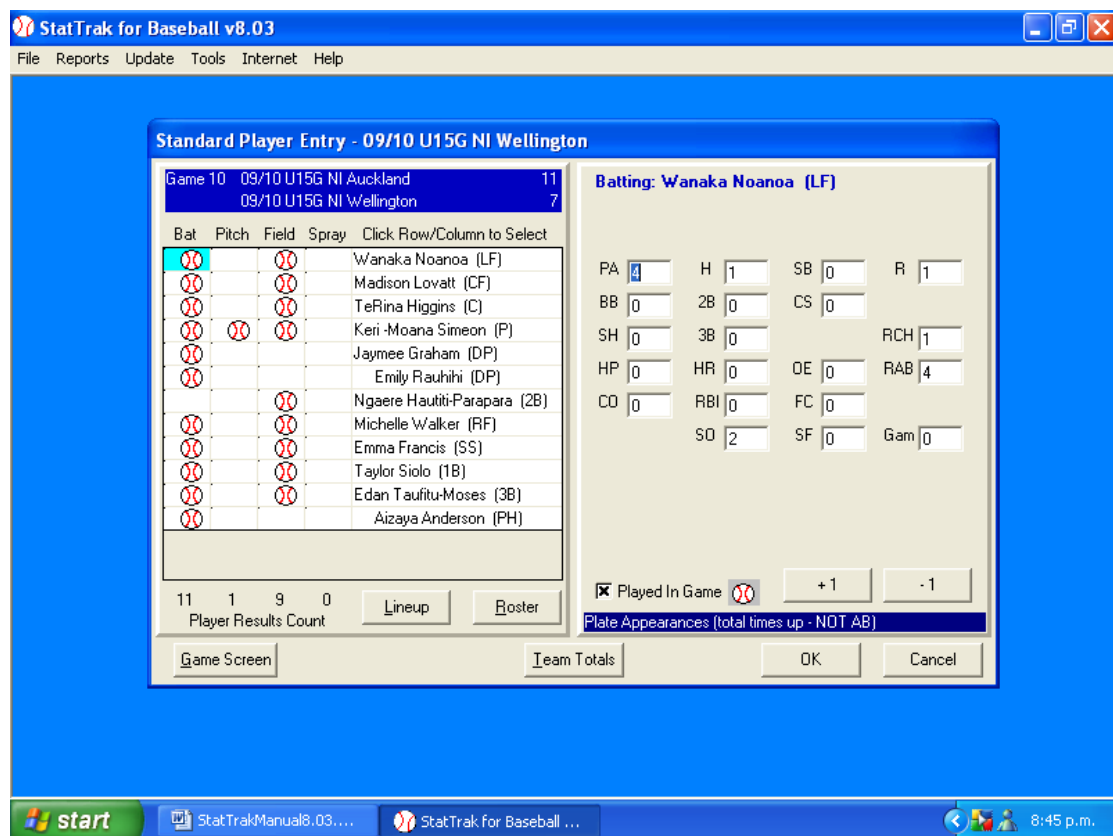 StatTrak for Baseball v8.03
File Reports Update Tools Internet Help
Standard Player Entry - 09/10 U15G NI Wellington
Game 10 09/10 U15G NI Auckland 11
09/10 U15G NI Wellington 7
Bat Pitch Field Spray Click Row/Column to Select
Wanaka Noanoa (LF)
Madison Lovatt (CF)
TeRina Higgins (C)
Keri -Moana Simeon (P)
Jaymee Graham (DP)
Emily Rauhihi (DP)
Ngaere Hautiti-Parapara (2B)
Michelle Walker (RF)
Emma Francis (SS)
Taylor Siolo (1B)
Edan Taufitu-Moses (3B)
Aizaya Anderson (PH)
11 1 9 0
Player Results Count
Lineup
Roster
Batting: Wanaka Noanoa (LF)
PA 4 H 1 SB 0 R 1
BB 0 2B 0 CS 0
SH 0 3B 0 RCH 1
HP 0 HR 0 OE 0 RAB 4
CO 0 RBI 0 FC 0
SO 2 SF 0 Gam 0
Played In Game +1 -1
Plate Appearances (total times up - NOT AB)
Game Screen Team Totals OK Cancel
start StatTrakManual8.03.... StatTrak for Baseball ... 8:45 p.m.